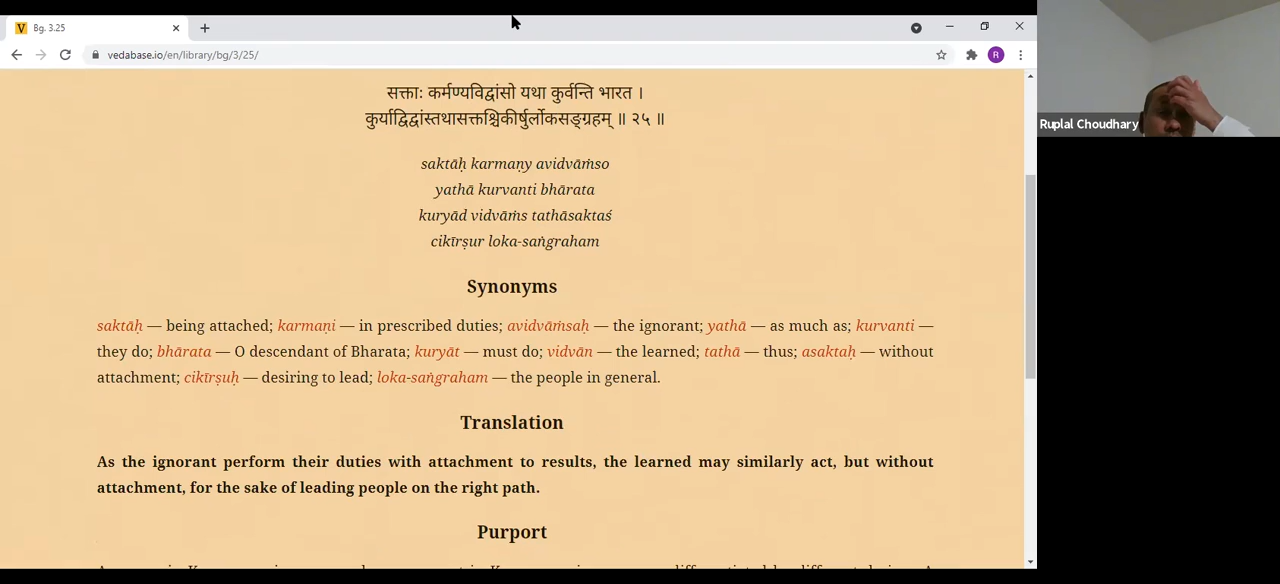 Bg. 3.25
vedabase.io/en/library/bg/3/25/
R
Ruplal Choudhary
सक्ताः कर्मण्यविद्वांसो यथा कुर्वन्ति भारत ।
कुर्याद्विद्वांस्तथासक्तश्चिकीर्षुर्लोकसङ्ग्रहम् ॥ २५ ॥
saktāḥ karmaṇy avidvāṁso
yathā kurvanti bhārata
kuryād vidvāṁs tathāsaktaś
cikīrṣur loka-saṅgraham
Synonyms
saktāḥ — being attached; karmaṇi — in prescribed duties; avidvāṁsaḥ — the ignorant; yathā — as much as; kurvanti —
they do; bhārata — O descendant of Bharata; kuryāt — must do; vidvān — the learned; tathā — thus; asaktaḥ — without
attachment; cikīrṣuḥ — desiring to lead; loka-saṅgraham — the people in general.
Translation
As the ignorant perform their duties with attachment to results, the learned may similarly act, but without
attachment, for the sake of leading people on the right path.
Purport